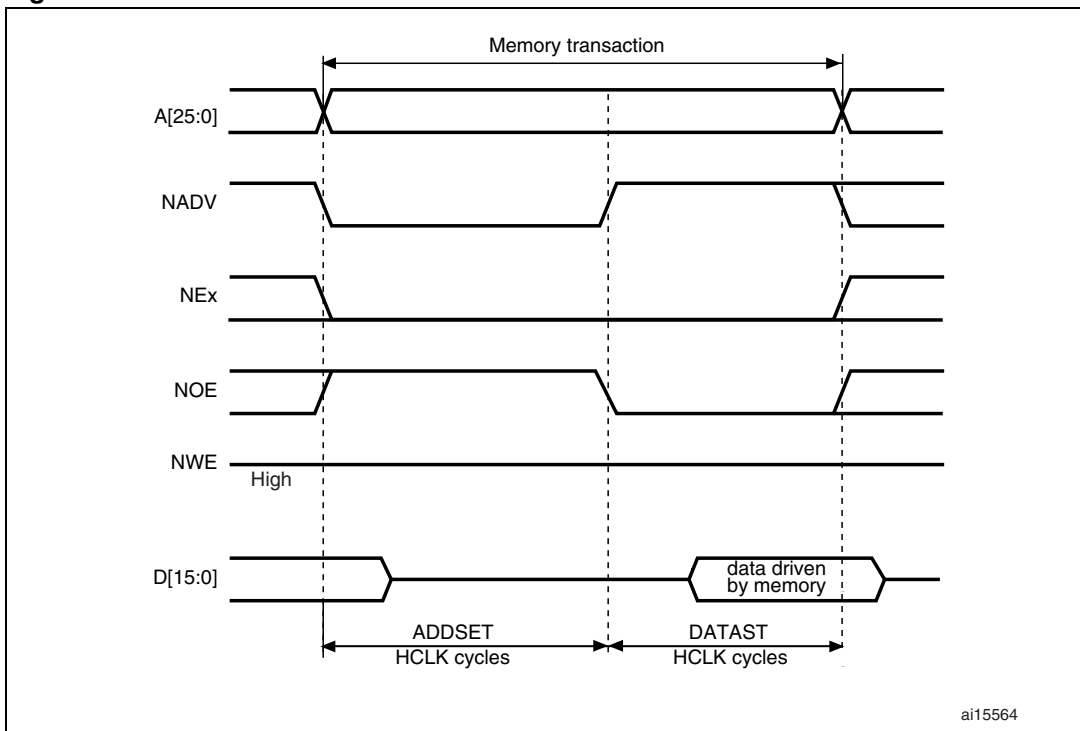 Memory transaction
A[25:0]
NADV
NEx
NOE
NWE
High
D[15:0]
data driven
by memory
ADDSET
HCLK cycles
DATAST
HCLK cycles
ai15564